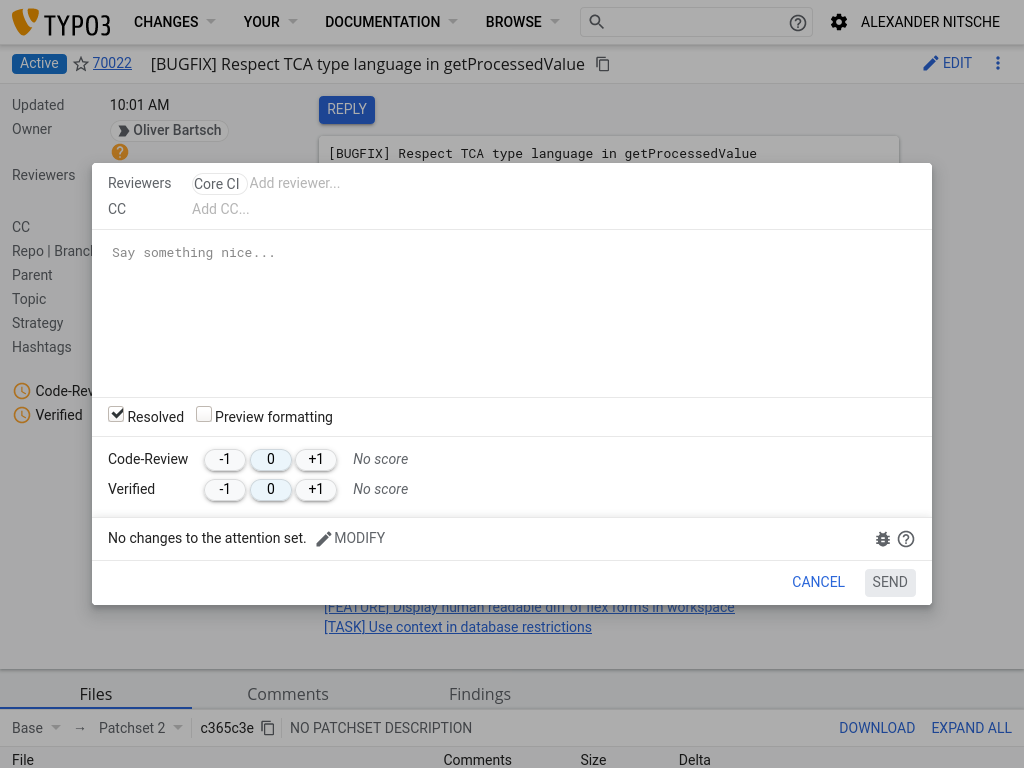 TYPO3 CHANGES YOUR DOCUMENTATION BROWSE ALEXANDER NITSCHE
Active 70022 [BUGFIX] Respect TCA type language in getProcessedValue EDIT
Updated 10:01 AM REPLY
Owner Oliver Bartsch
[BUGFIX] Respect TCA type language in getProcessedValue
Reviewers
CC
Repo | Branc
Parent
Topic
Strategy
Hashtags
Code-Rev
Verified
Reviewers Core CI Add reviewer...
CC Add CC...
Say something nice...
Resolved Preview formatting
Code-Review -1 0 +1 No score
Verified -1 0 +1 No score
No changes to the attention set. MODIFY
CANCEL SEND
[FEATURE] Display human readable diff of flex forms in workspace
[TASK] Use context in database restrictions
Files Comments Findings
Base → Patchset 2 c365c3e NO PATCHSET DESCRIPTION DOWNLOAD EXPAND ALL
File Comments Size Delta